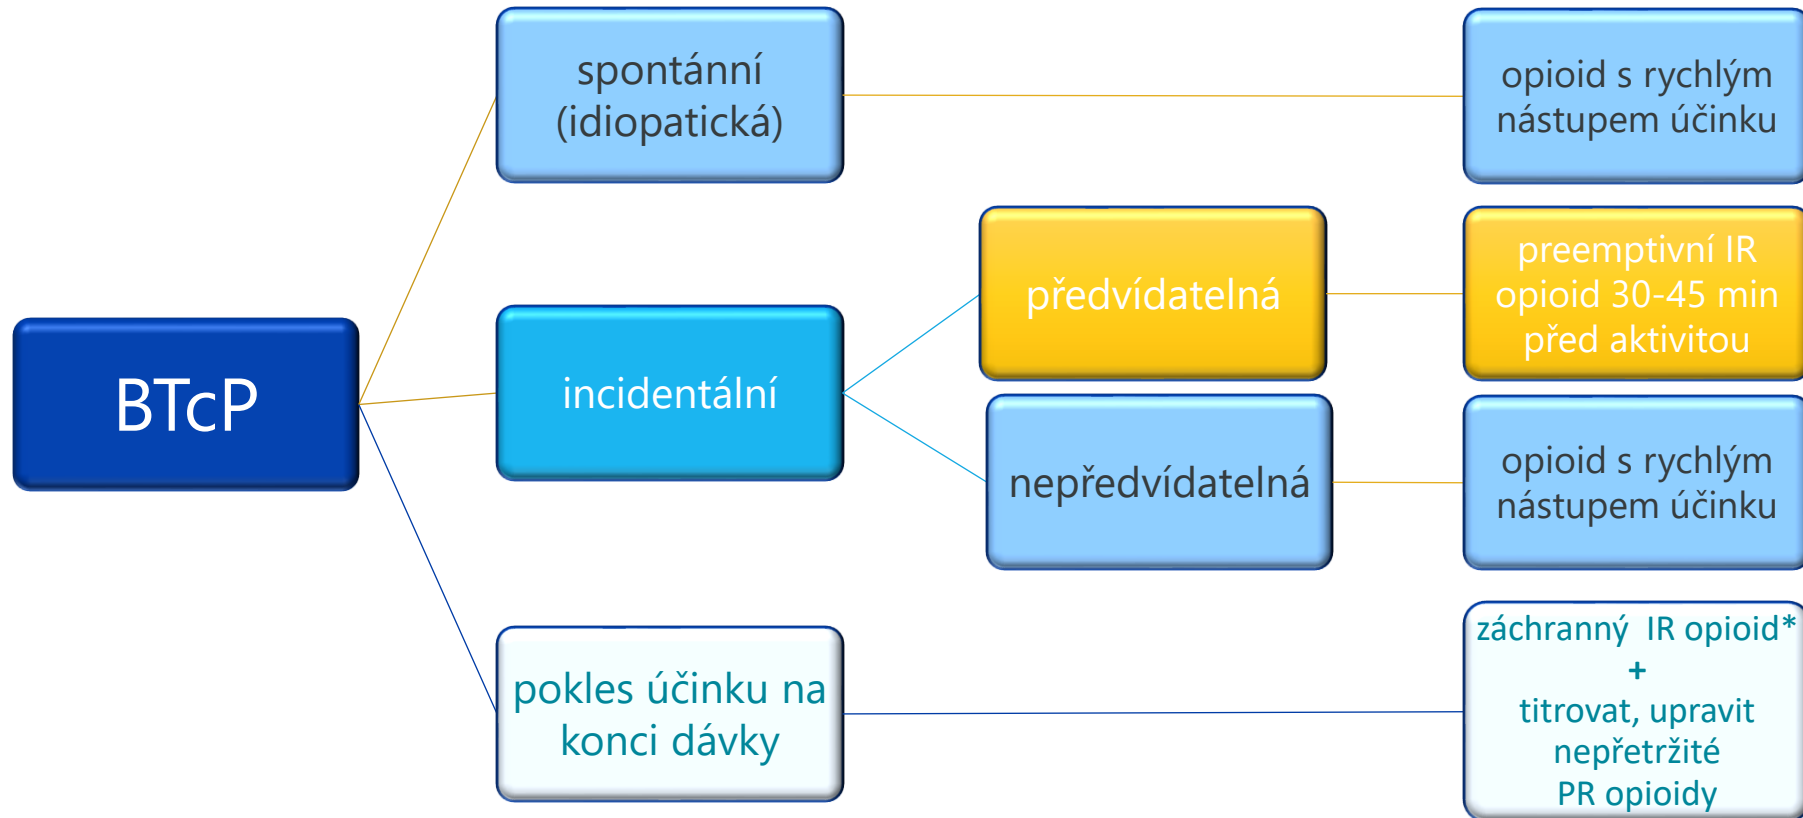 BTcP
spontánní
(idiopatická)
opioid s rychlým
nástupem účinku
incidentální
předvídatelná
preemptivní IR
opioid 30-45 min
před aktivitou
nepředvídatelná
opioid s rychlým
nástupem účinku
pokles účinku na
konci dávky
záchranný IR opioid*
+
titrovat, upravit
nepřetržité
PR opioidy